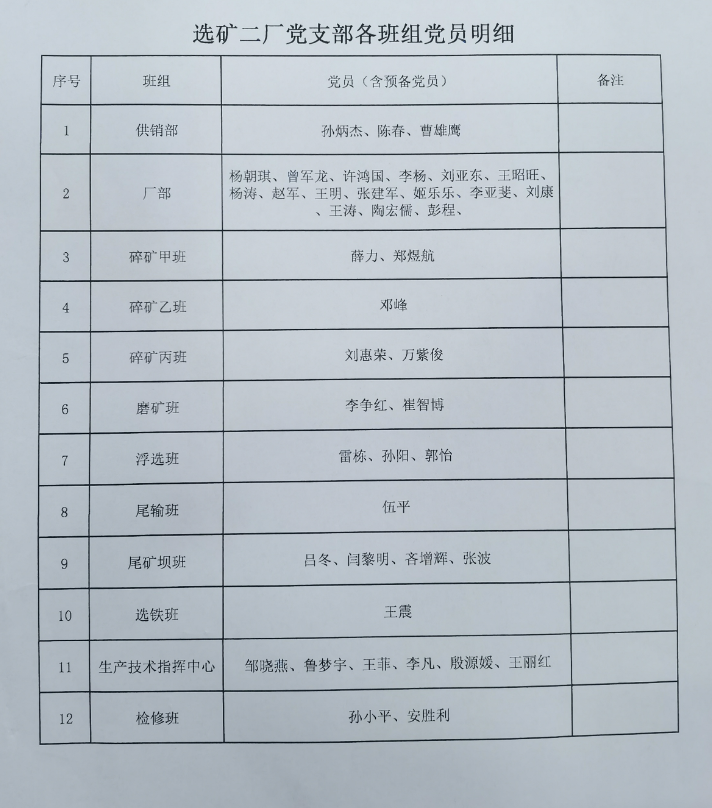 选矿二厂党支部各班组党员明细
序号 班组 党员（含预备党员） 备注
1 供销部 孙炳杰、陈春、曹雄鹰
2 厂部 杨朝琪、曾军龙、许鸿国、李杨、刘亚东、王昭旺、
杨涛、赵军、王明、张建军、姬乐乐、李亚斐、刘康
、王涛、陶宏儒、彭程、
3 碎矿甲班 薛力、郑煜航
4 碎矿乙班 邓峰
5 碎矿丙班 刘惠荣、万紫俊
6 磨矿班 李争红、崔智博
7 浮选班 雷栋、孙阳、郭怡
8 尾输班 伍平
9 尾矿坝班 吕冬、闫黎明、吝增辉、张波
10 选铁班 王震
11 生产技术指挥中心 邹晓燕、鲁梦宇、王菲、李凡、殷源媛、王丽红
12 检修班 孙小平、安胜利